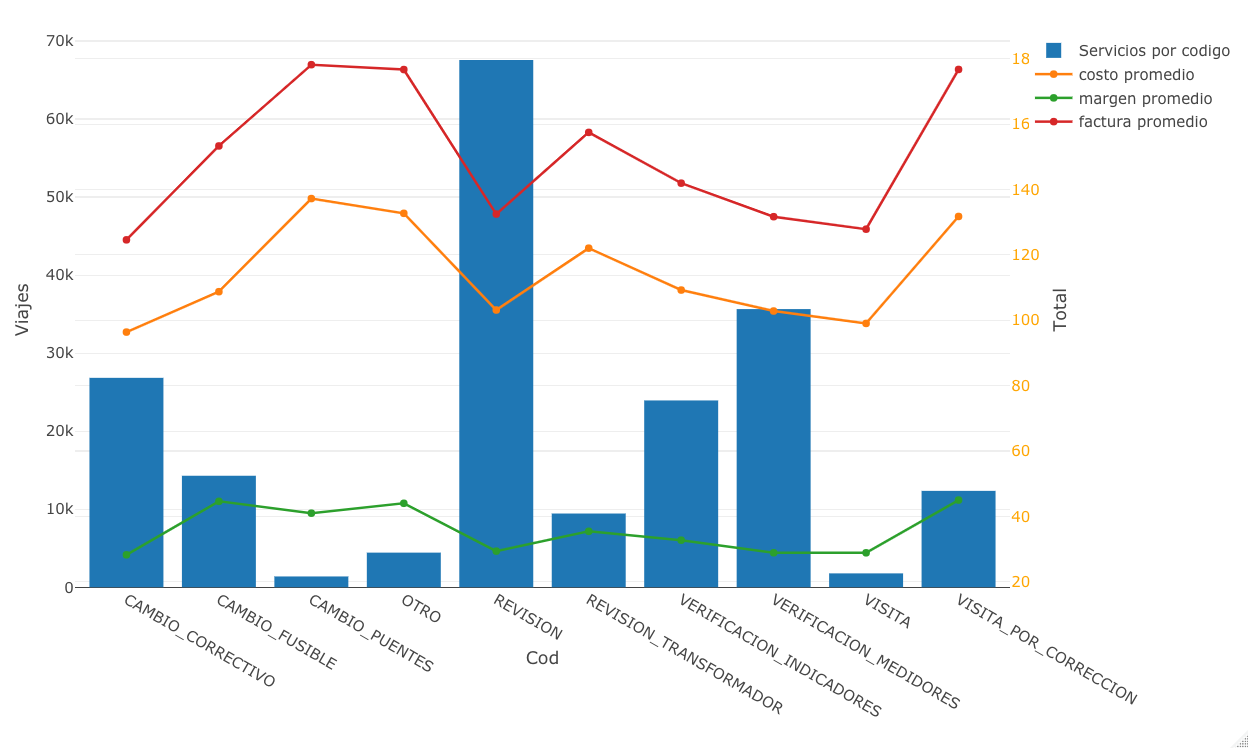 70k
60k
50k
40k
30k
20k
10k
0
Viajes
18
16
140
120
100
80
60
40
20
Total
Servicios por codigo
costo promedio
margen promedio
factura promedio
CAMBIO_CORRECTIVO
CAMBIO_FUSIBLE
CAMBIO_PUENTES
OTRO
REVISION
REVISION_TRANSFORMADOR
VERIFICACION_INDICADORES
VERIFICACION_MEDIDORES
VISITA
VISITA_POR_CORRECCION
Cod